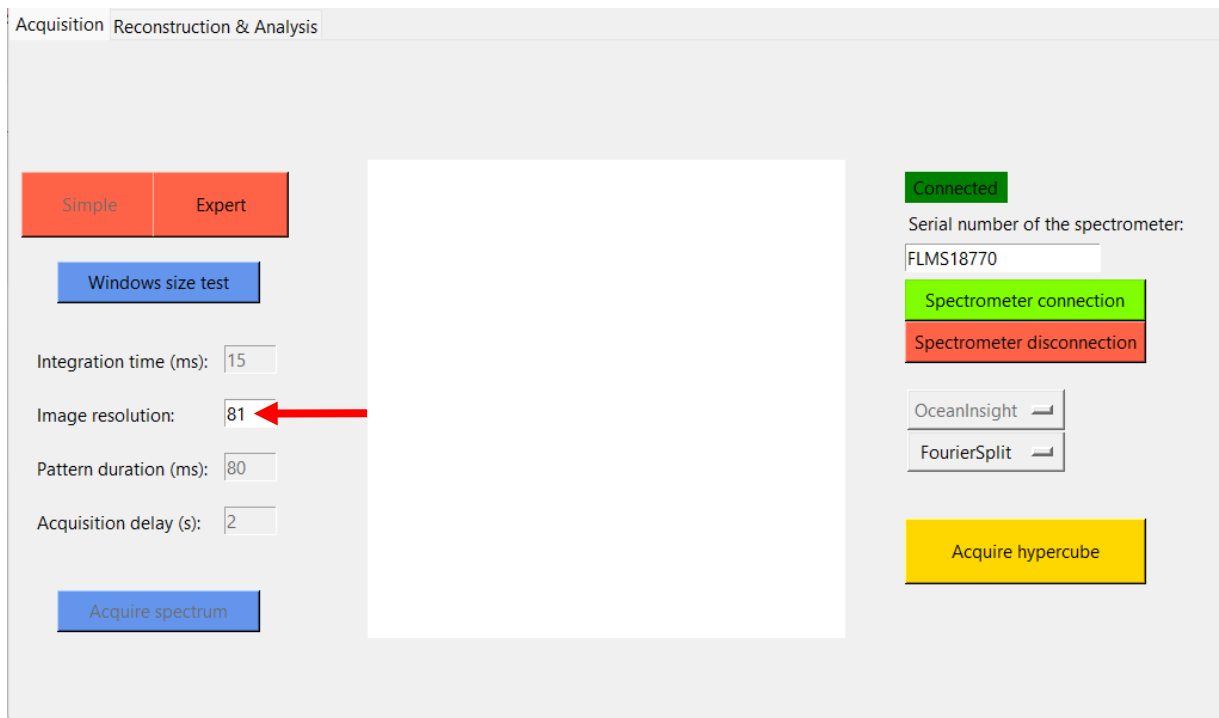 Acquisition Reconstruction & Analysis
Simple Expert
Windows size test
Integration time (ms): 15
Image resolution: 81
Pattern duration (ms): 80
Acquisition delay (s): 2
Acquire spectrum
Connected
Serial number of the spectrometer:
FLMS18770
Spectrometer connection
Spectrometer disconnection
OceanInsight
FourierSplit
Acquire hypercube